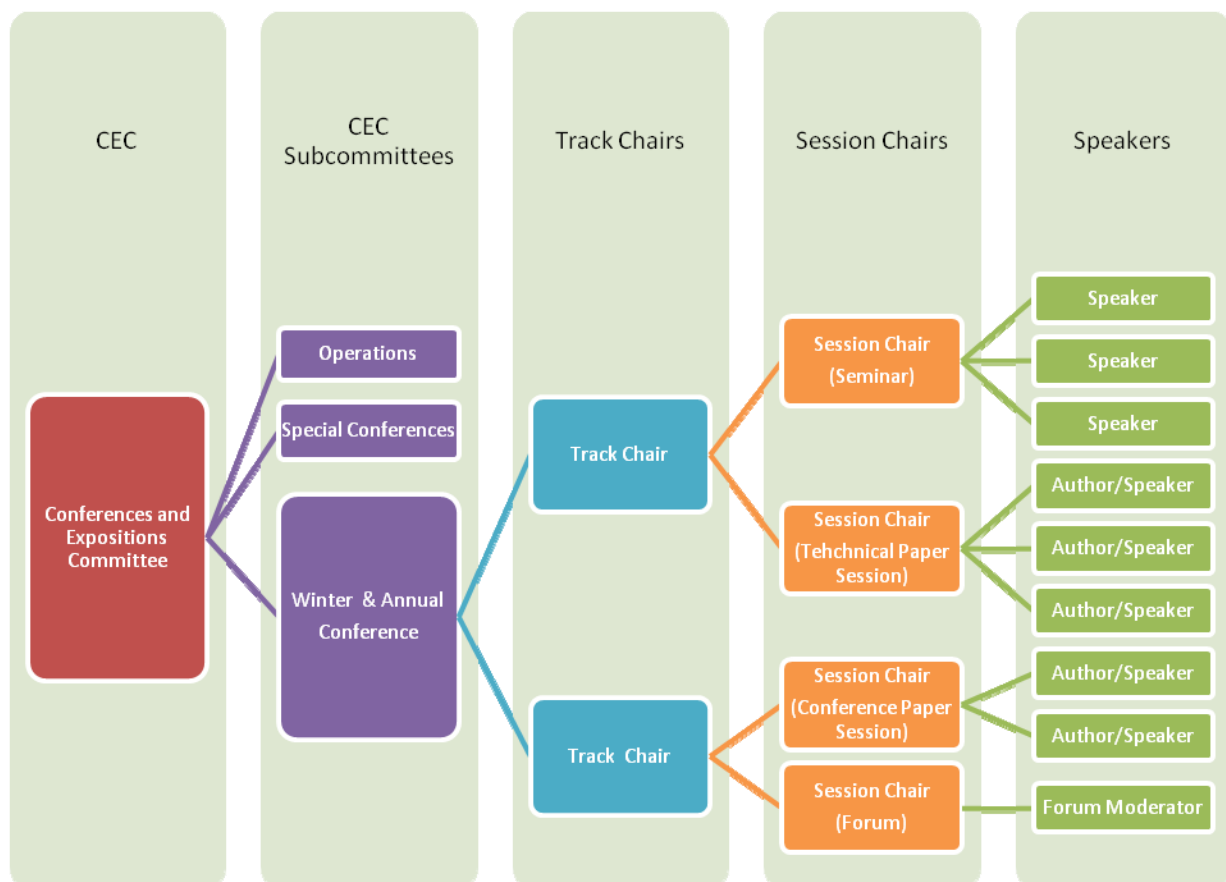 CEC
CEC
Subcommittees
Track Chairs
Session Chairs
Speakers
Conferences and
Expositions
Committee
Operations
Special Conferences
Winter & Annual
Conference
Track Chair
Track Chair
Session Chair
(Seminar)
Session Chair
(Tehchnical Paper
Session)
Session Chair
(Conference Paper
Session)
Session Chair
(Forum)
Speaker
Speaker
Speaker
Author/Speaker
Author/Speaker
Author/Speaker
Author/Speaker
Author/Speaker
Forum Moderator